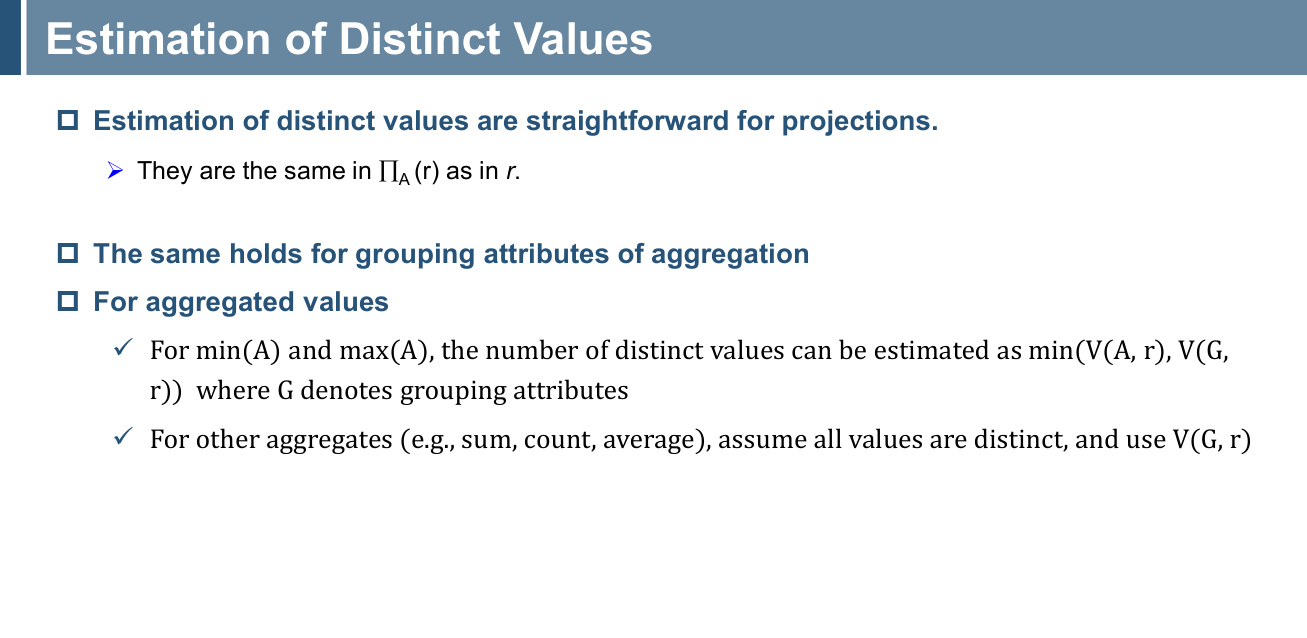 Estimation of Distinct Values
Estimation of distinct values are straightforward for projections.
They are the same in ∏A (r) as in r.
The same holds for grouping attributes of aggregation
For aggregated values
For min(A) and max(A), the number of distinct values can be estimated as min(V(A, r), V(G,
r))  where G denotes grouping attributes
For other aggregates (e.g., sum, count, average), assume all values are distinct, and use V(G, r)